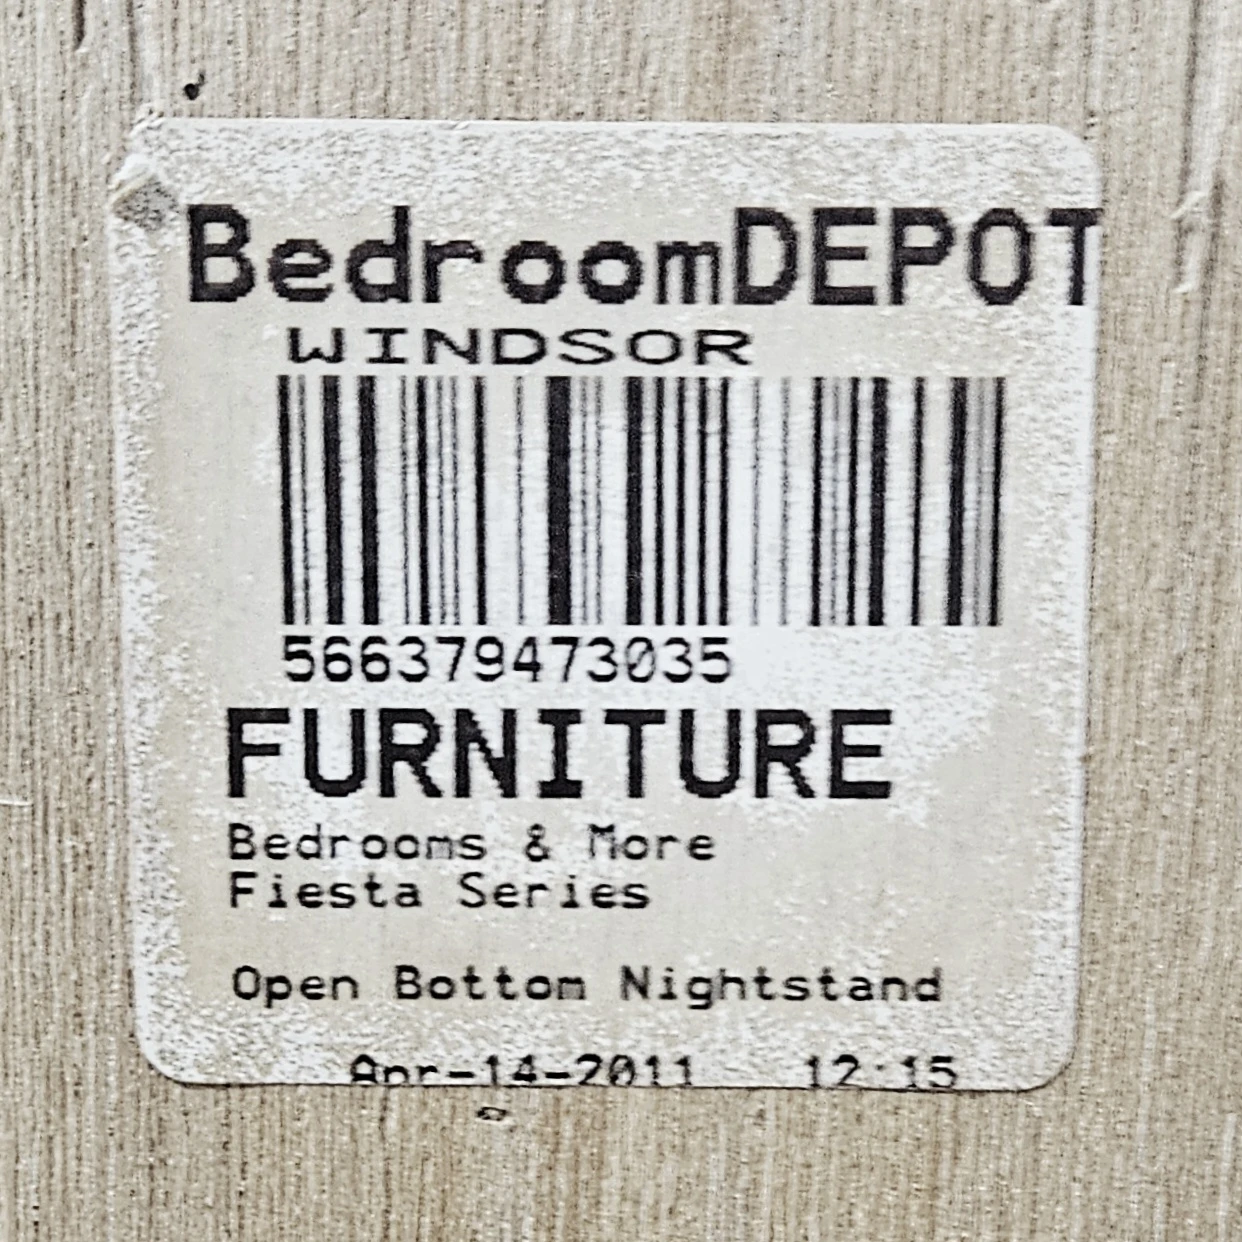 BedroomDEPOT
WINDSOR
566379473035
FURNITURE
Bedrooms & More
Fiesta Series
Open Bottom Nightstand
Apr-14-2011 12:15